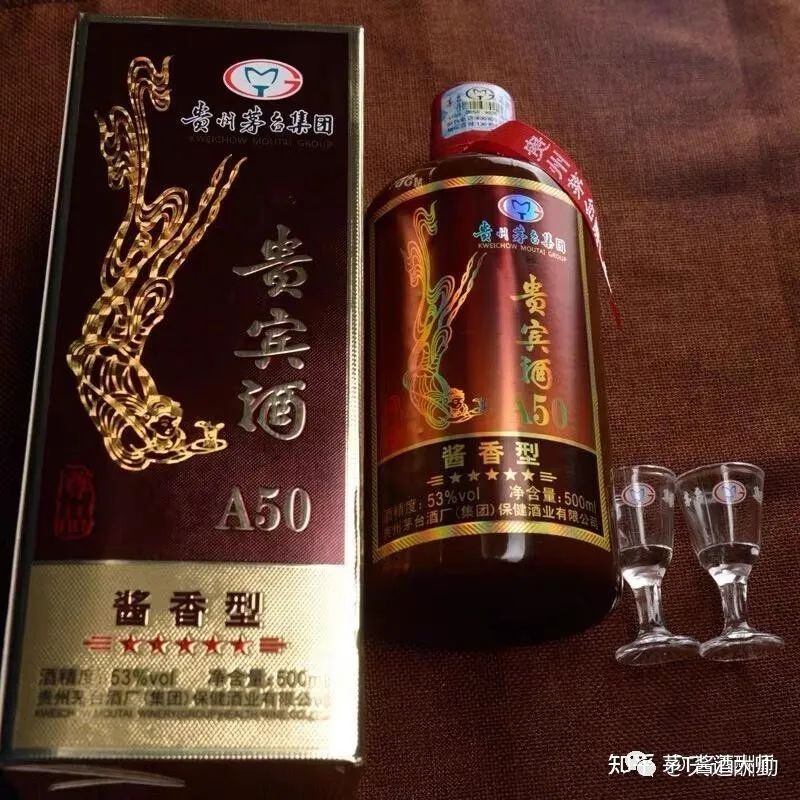 贵州茅台集团
KWEICHOW MOUTAI GROUP
贵宾酒
A50
酱香型
酒精度：53%vol 净含量：500ml
贵州茅台酒厂（集团）保健酒业有限公司
贵州茅台集团
KWEICHOW MOUTAI GROUP
贵宾酒
A50
酱香型
酒精度：53%vol 净含量：500ml
贵州茅台酒厂（集团）保健酒业有限公司
贵州茅